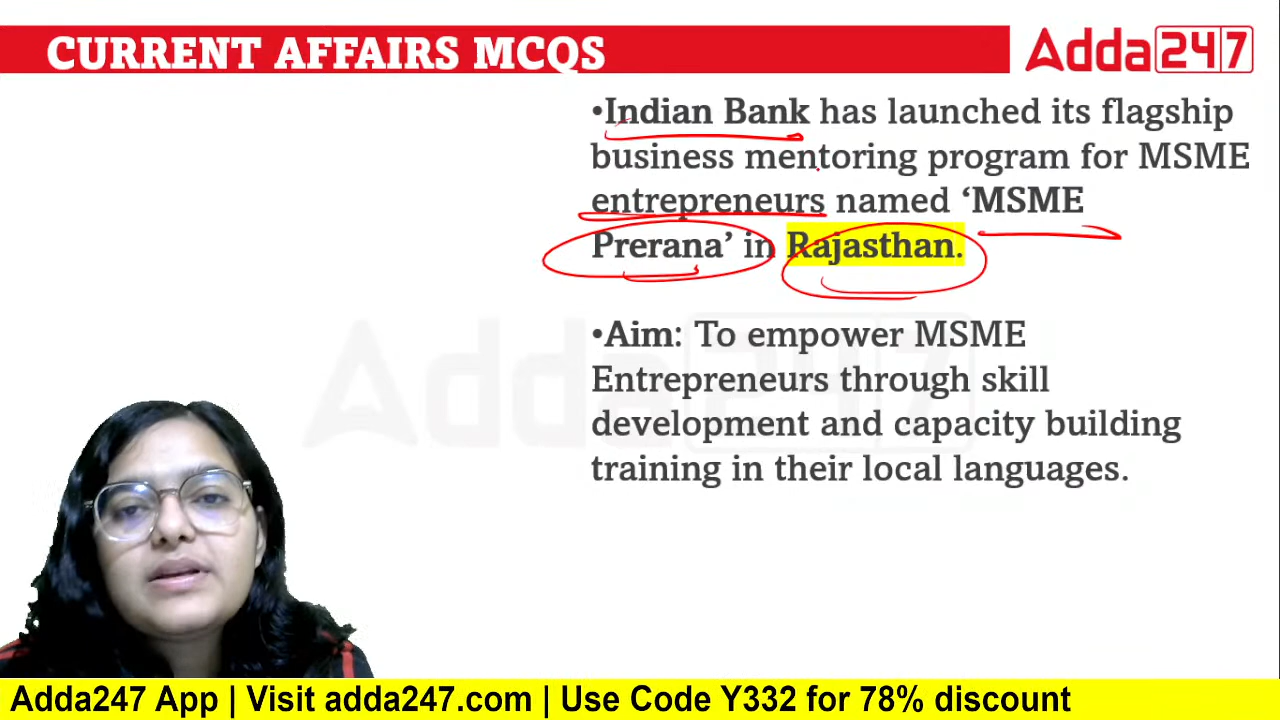 CURRENT AFFAIRS MCQS
Adda247
•Indian Bank has launched its flagship
business mentoring program for MSME
entrepreneurs named ‘MSME
Prerana’ in Rajasthan.
•Aim: To empower MSME
Entrepreneurs through skill
development and capacity building
training in their local languages.
Adda247
Adda247 App | Visit adda247.com | Use Code Y332 for 78% discount